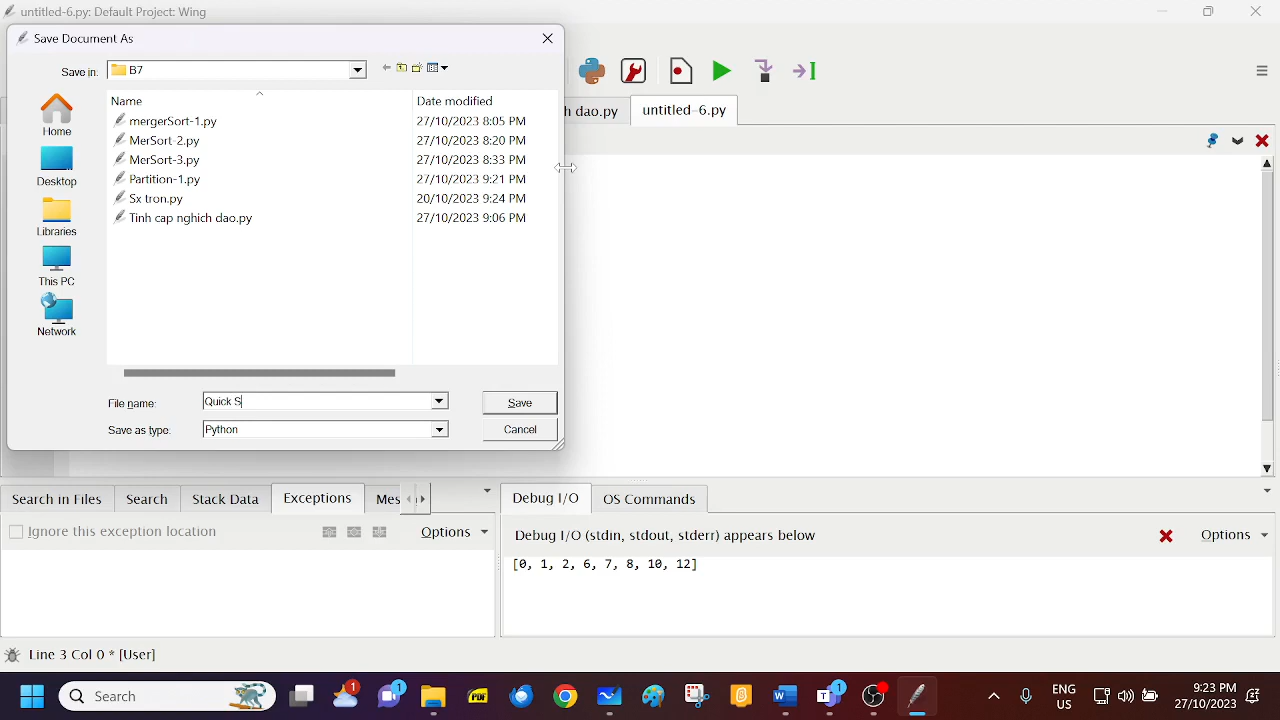 untitled-6.py: Default Project: Wing
Save Document As
Save in:
B7
h dao.py
untitled-6.py
Name
Date modified
mergerSort-1.py
27/10/2023 8:05 PM
MerSort-2.py
27/10/2023 8:20 PM
MerSort-3.py
27/10/2023 8:33 PM
Partition-1.py
27/10/2023 9:21 PM
Sx tron.py
20/10/2023 9:24 PM
Tinh cap nghich dao.py
27/10/2023 9:06 PM
Home
Desktop
Libraries
This PC
Network
File name:
Quick S
Save
Save as type:
Python
Cancel
Search in Files
Search
Stack Data
Exceptions
Mes
Debug I/O
OS Commands
Ignore this exception location
Options
Debug I/O (stdin, stdout, stderr) appears below
Options
[0, 1, 2, 6, 7, 8, 10, 12]
Line 3 Col 0 * [User]
Search
1
1
PDF
1
ENG
US
9:23 PM
27/10/2023